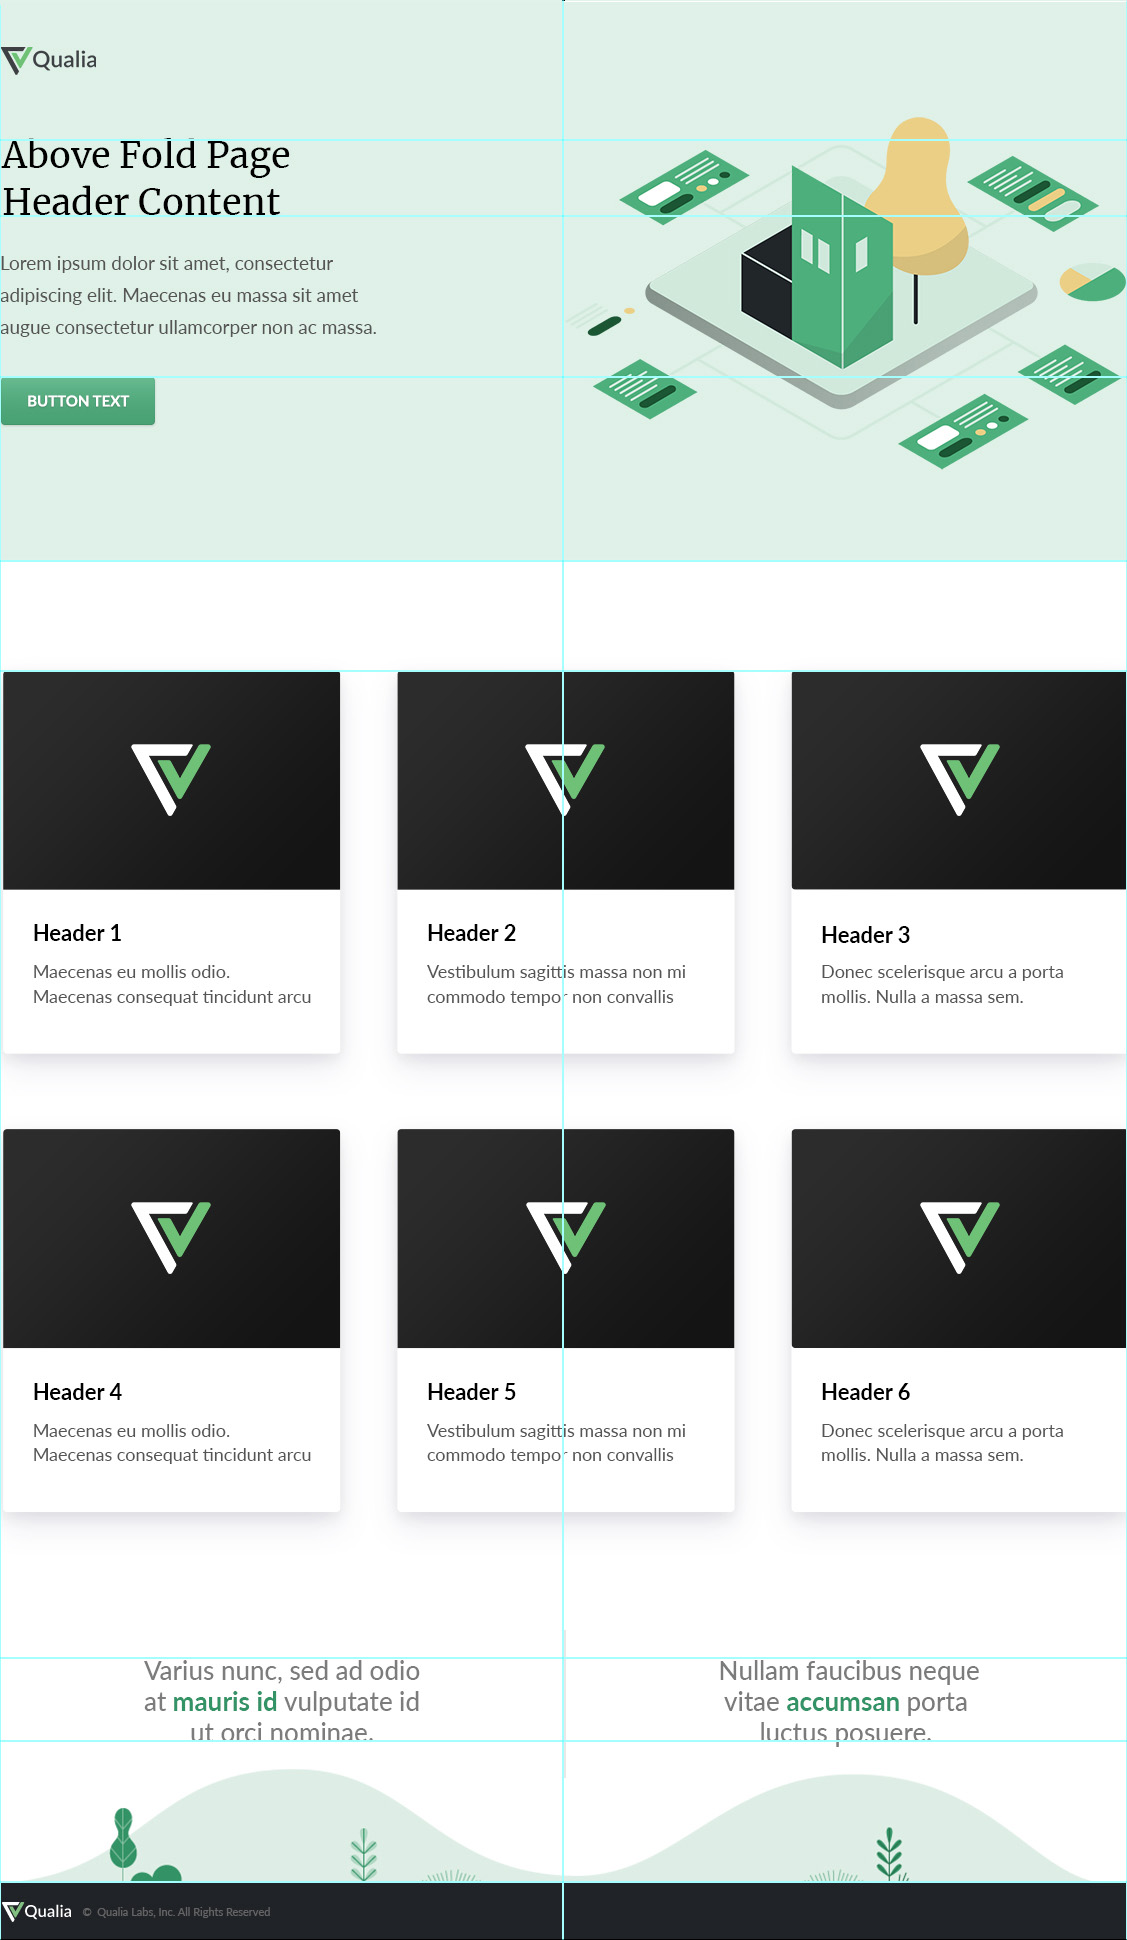 Qualia
Above Fold Page
Header Content
Lorem ipsum dolor sit amet, consectetur
adipiscing elit. Maecenas eu massa sit amet
augue consectetur ullamcorper non ac massa.
BUTTON TEXT
Header 1
Maecenas eu mollis odio.
Maecenas consequat tincidunt arcu
Header 2
Vestibulum sagittis massa non mi
commodo tempor non convallis
Header 3
Donec scelerisque arcu a porta
mollis. Nulla a massa sem.
Header 4
Maecenas eu mollis odio.
Maecenas consequat tincidunt arcu
Header 5
Vestibulum sagittis massa non mi
commodo tempor non convallis
Header 6
Donec scelerisque arcu a porta
mollis. Nulla a massa sem.
Varius nunc, sed ad odio
at mauris id vulputate id
ut orci nominae.
Nullam faucibus neque
vitae accumsan porta
luctus posuere.
Qualia © Qualia Labs, Inc. All Rights Reserved